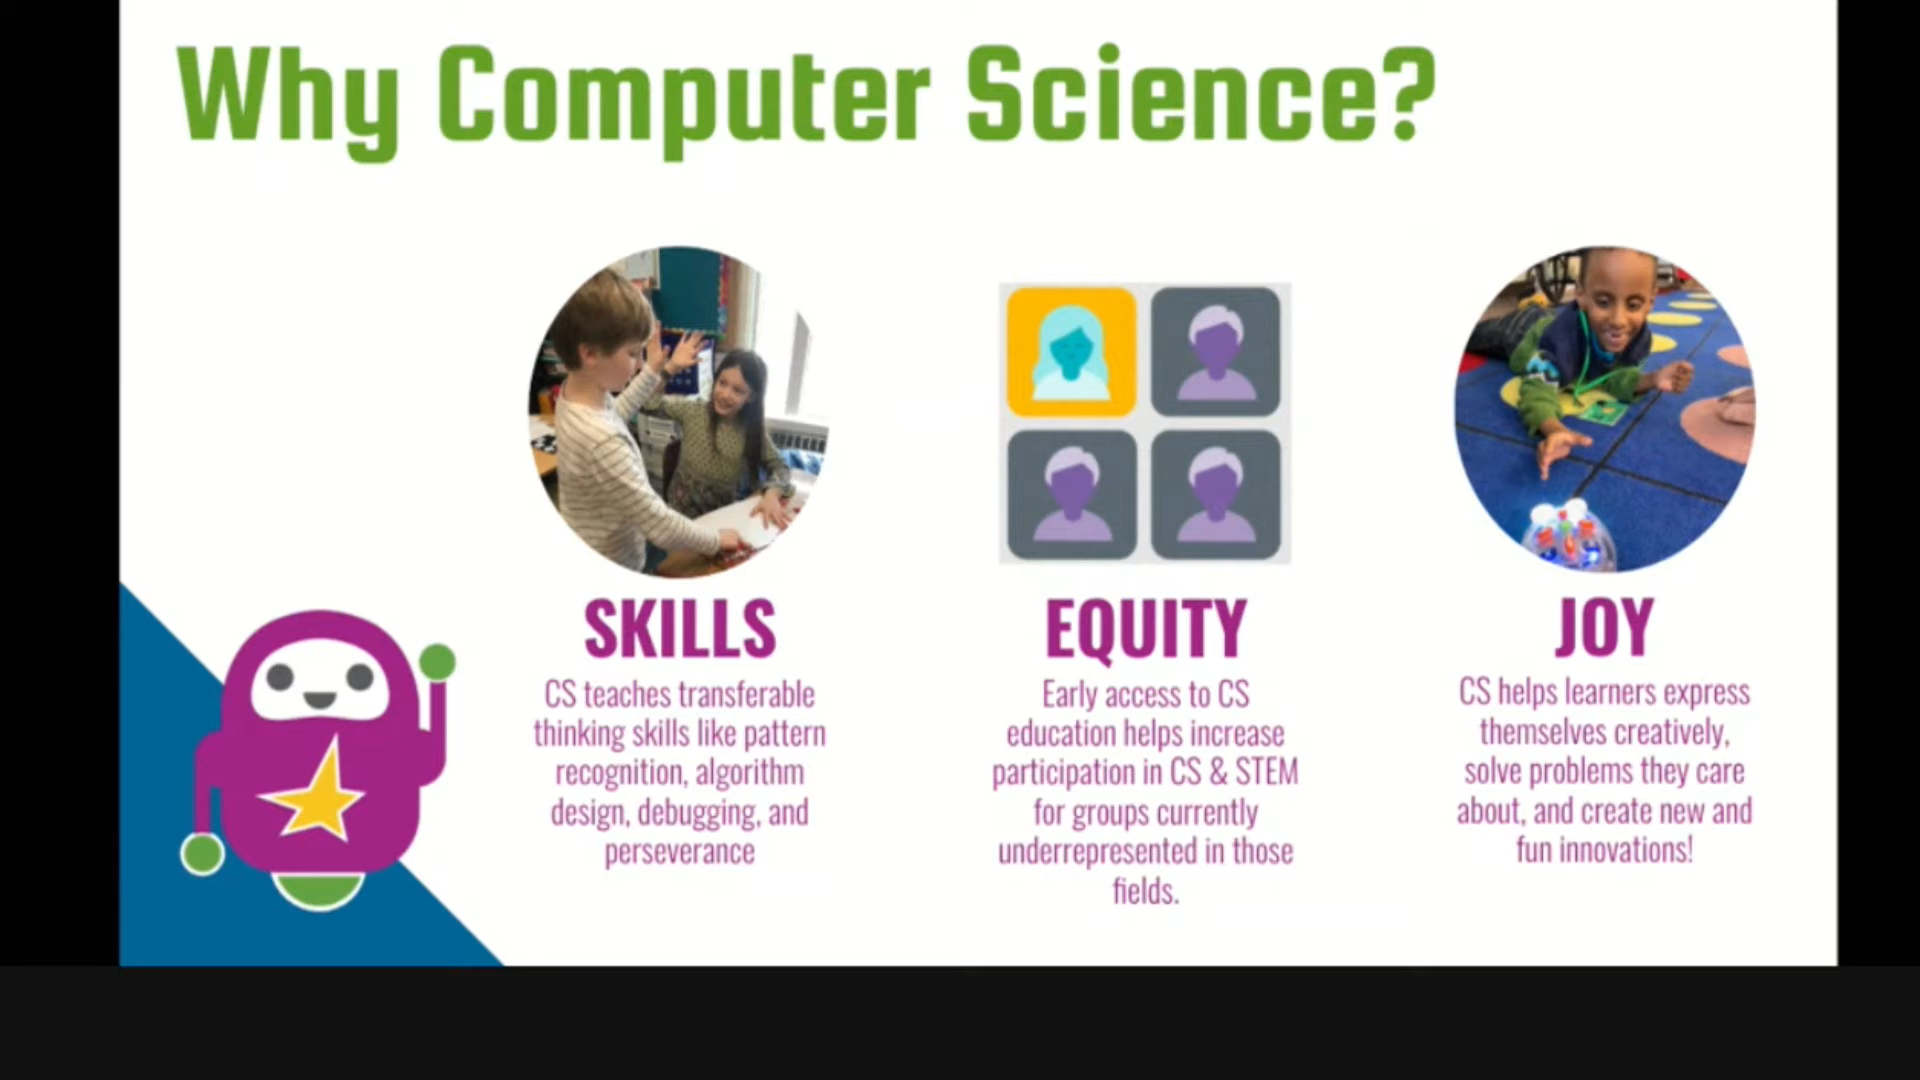 Why Computer Science?
SKILLS
CS teaches transferable
thinking skills like pattern
recognition, algorithm
design, debugging, and
perseverance
EQUITY
Early access to CS
education helps increase
participation in CS & STEM
for groups currently
underrepresented in those
fields.
JOY
CS helps learners express
themselves creatively,
solve problems they care
about, and create new and
fun innovations!